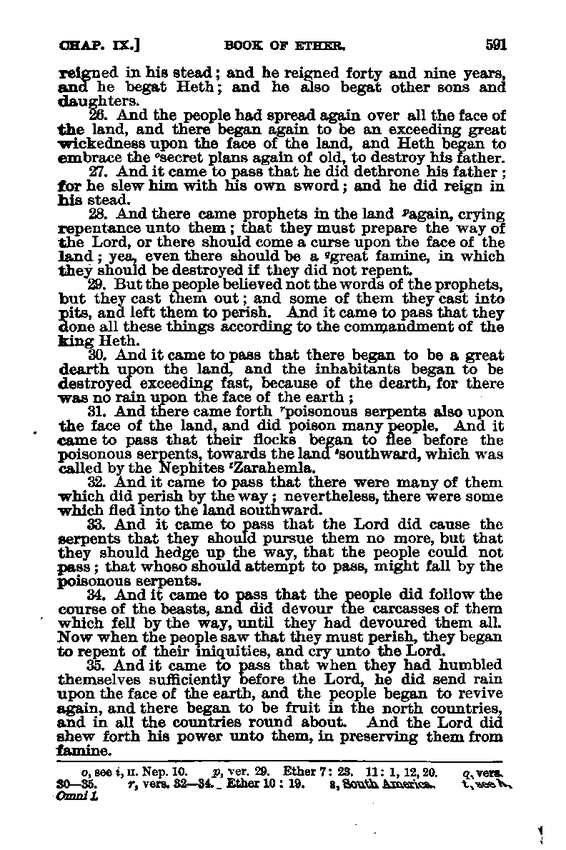 CHAP. IX.] BOOK OF ETHER. 591
reigned in his stead; and he reigned forty and nine years,
and he begat Heth; and he also begat other sons and
daughters.
26. And the people had spread again over all the face of
the land, and there began again to be an exceeding great
wickedness upon the face of the land, and Heth began to
embrace the °secret plans again of old, to destroy his father.
27. And it came to pass that he did dethrone his father;
for he slew him with his own sword; and he did reign in
his stead.
28. And there came prophets in the land ᵖagain, crying
repentance unto them; that they must prepare the way of
the Lord, or there should come a curse upon the face of the
land; yea, even there should be a ᑫgreat famine, in which
they should be destroyed if they did not repent.
29. But the people believed not the words of the prophets,
but they cast them out; and some of them they cast into
pits, and left them to perish. And it came to pass that they
done all these things according to the commandment of the
king Heth.
30. And it came to pass that there began to be a great
dearth upon the land, and the inhabitants began to be
destroyed exceeding fast, because of the dearth, for there
was no rain upon the face of the earth;
31. And there came forth ʳpoisonous serpents also upon
the face of the land, and did poison many people. And it
came to pass that their flocks began to flee before the
poisonous serpents, towards the land ˢsouthward, which was
called by the Nephites ᵗZarahemla.
32. And it came to pass that there were many of them
which did perish by the way; nevertheless, there were some
which fled into the land southward.
33. And it came to pass that the Lord did cause the
serpents that they should pursue them no more, but that
they should hedge up the way, that the people could not
pass; that whoso should attempt to pass, might fall by the
poisonous serpents.
34. And it came to pass that the people did follow the
course of the beasts, and did devour the carcasses of them
which fell by the way, until they had devoured them all.
Now when the people saw that they must perish, they began
to repent of their iniquities, and cry unto the Lord.
35. And it came to pass that when they had humbled
themselves sufficiently before the Lord, he did send rain
upon the face of the earth, and the people began to revive
again, and there began to be fruit in the north countries,
and in all the countries round about. And the Lord did
shew forth his power unto them, in preserving them from
famine.
o, see i, II. Nep. 10. p, ver. 29. Ether 7: 23. 11: 1, 12, 20. q, vers.
30—35. r, vers. 32—34. Ether 10: 19. s, South America. t, see h,
Omni 1.